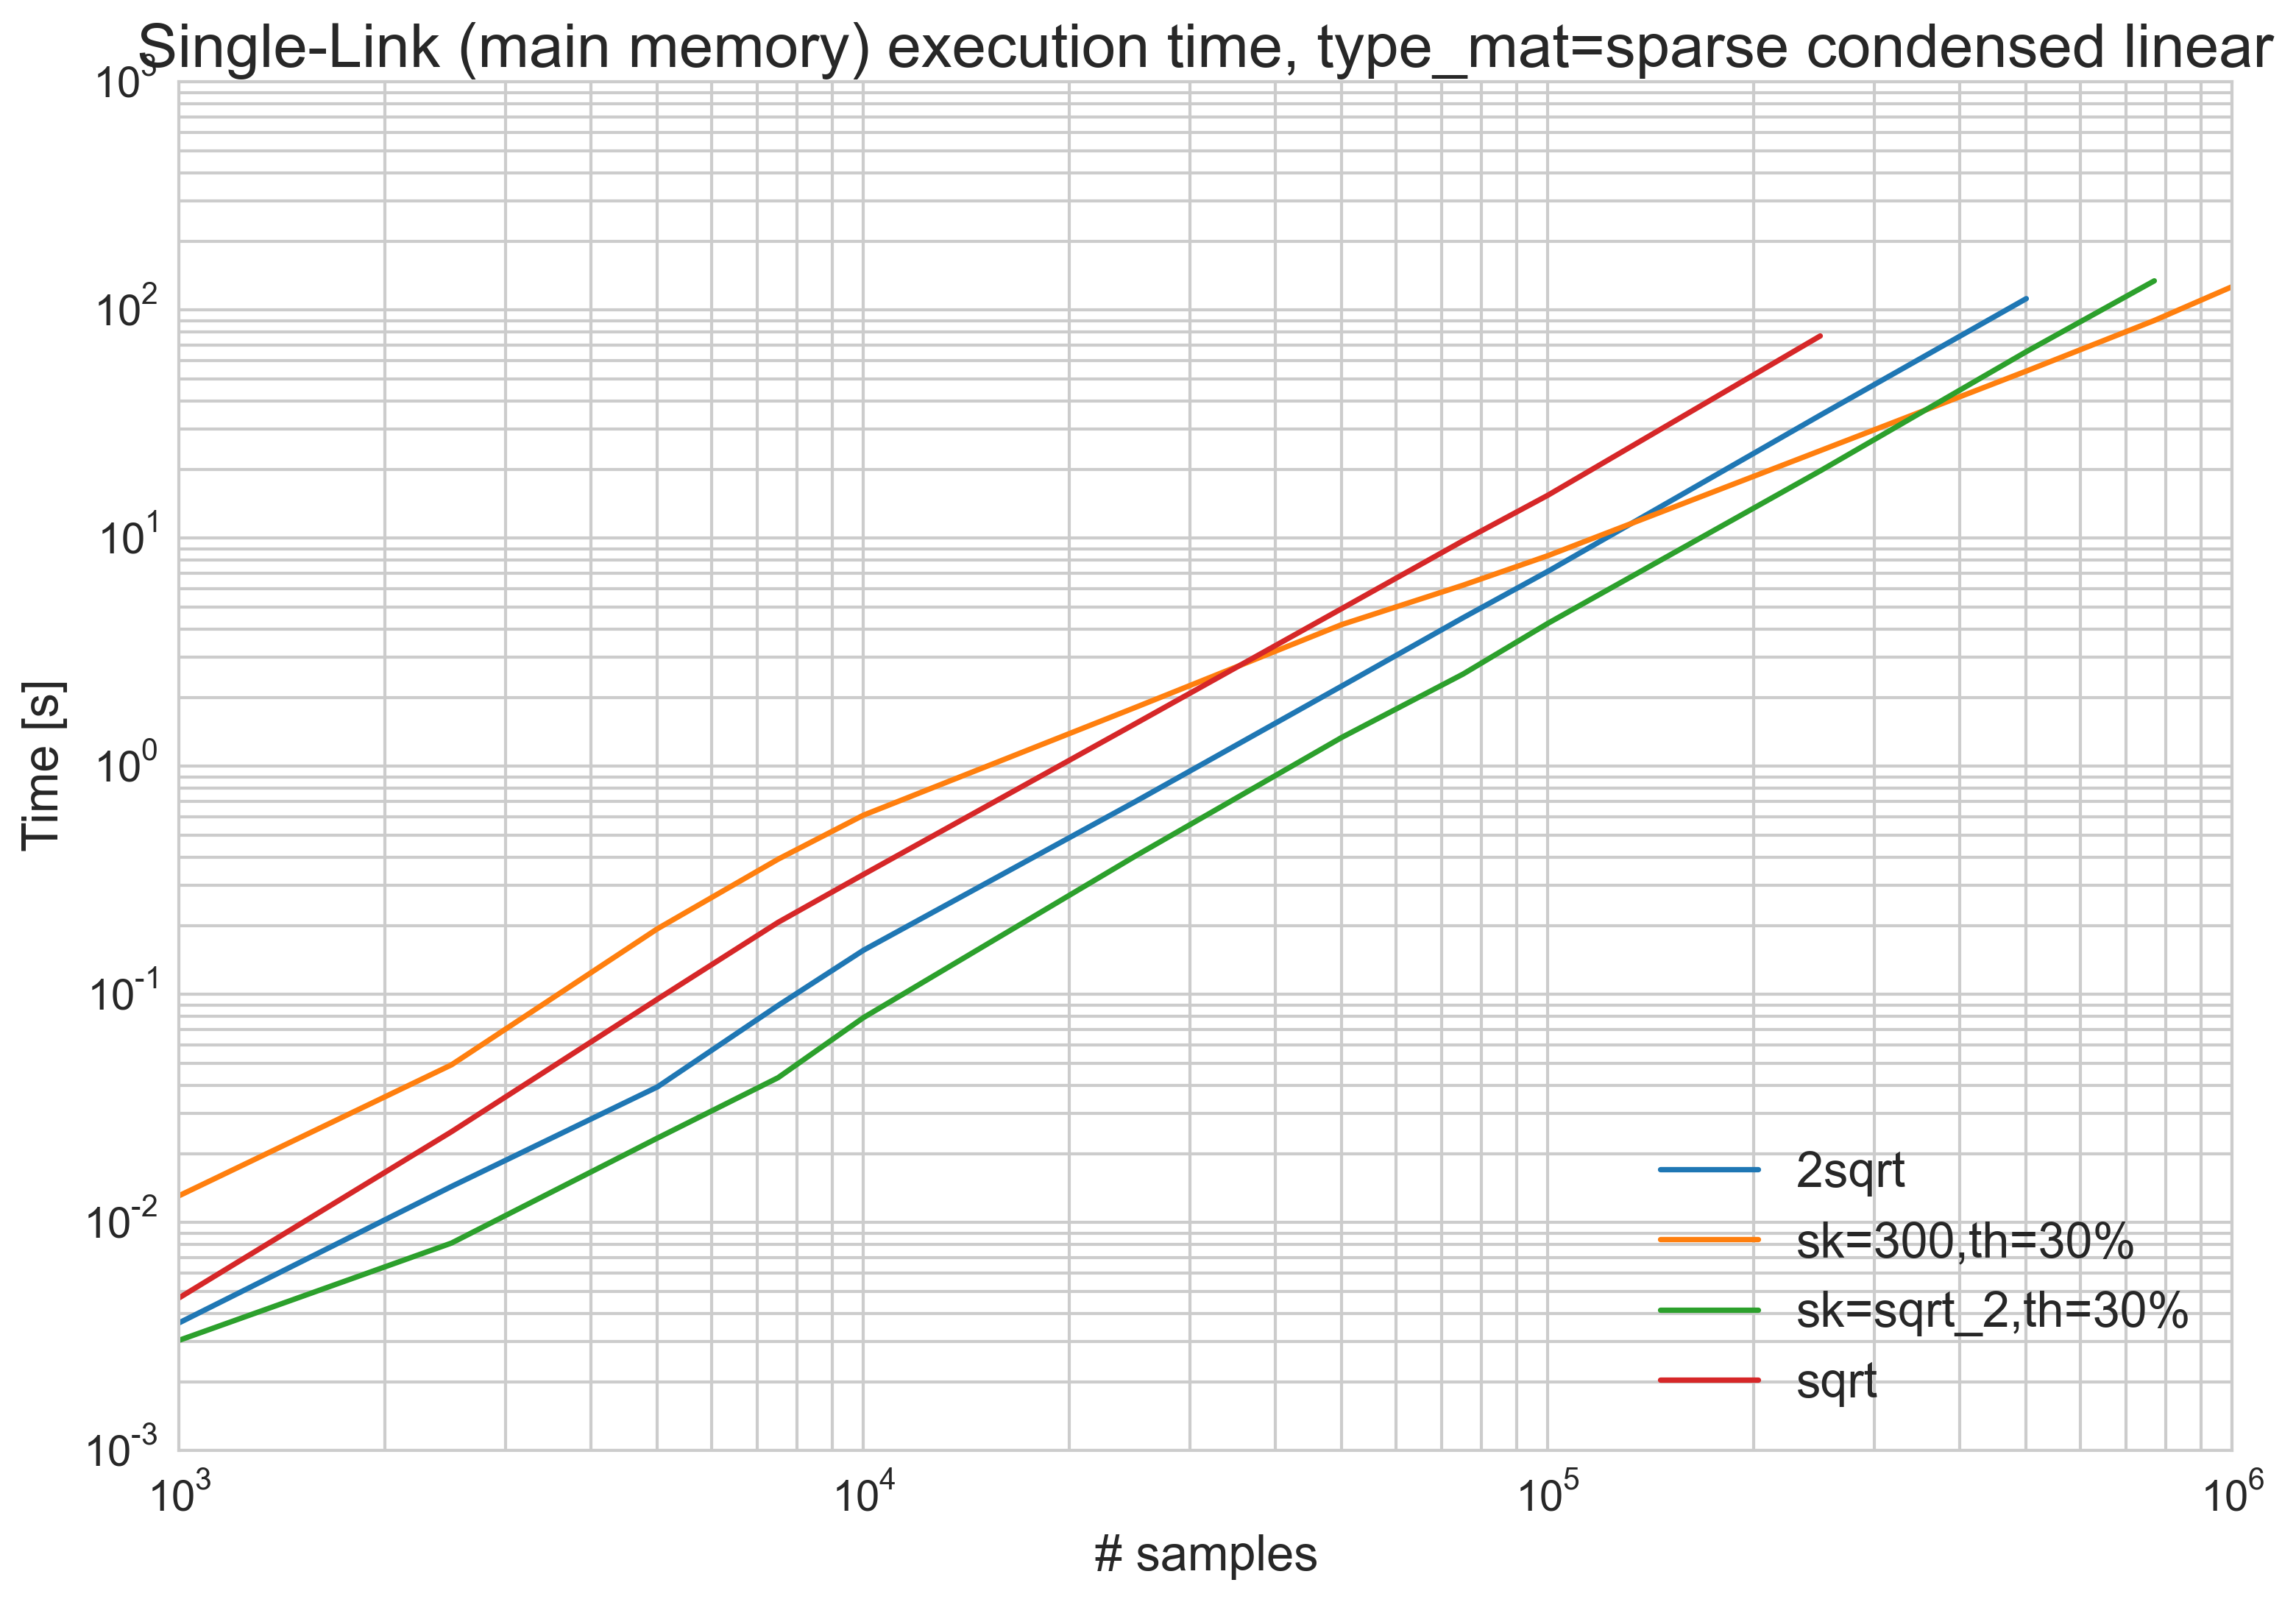 Single-Link (main memory) execution time, type_mat=sparse condensed linear
10^3
10^2
10^1
10^0
10^-1
10^-2
10^-3
Time [s]
2sqrt
sk=300,th=30%
sk=sqrt_2,th=30%
sqrt
10^3 10^4 10^5 10^6
# samples